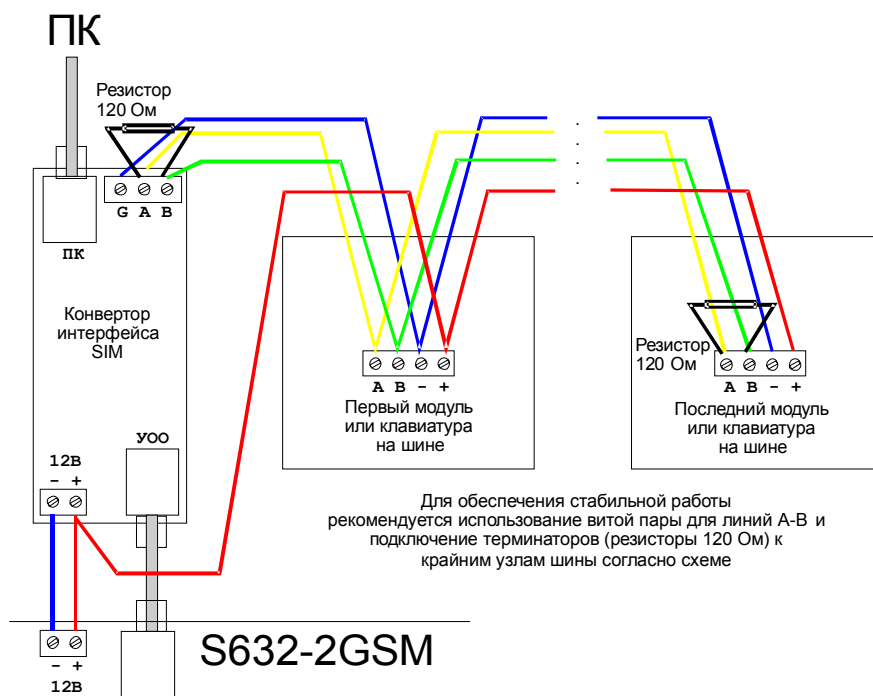 ПК
Резистор
120 Ом
G A B
ПК
Конвертор
интерфейса
SIM
УОО
12В
- +
A B - +
Первый модуль
или клавиатура
на шине
Резистор
120 Ом
A B - +
Последний модуль
или клавиатура
на шине
Для обеспечения стабильной работы
рекомендуется использование витой пары для линий А-В и
подключение терминаторов (резисторы 120 Ом) к
крайним узлам шины согласно схеме
S632-2GSM
- +
12В